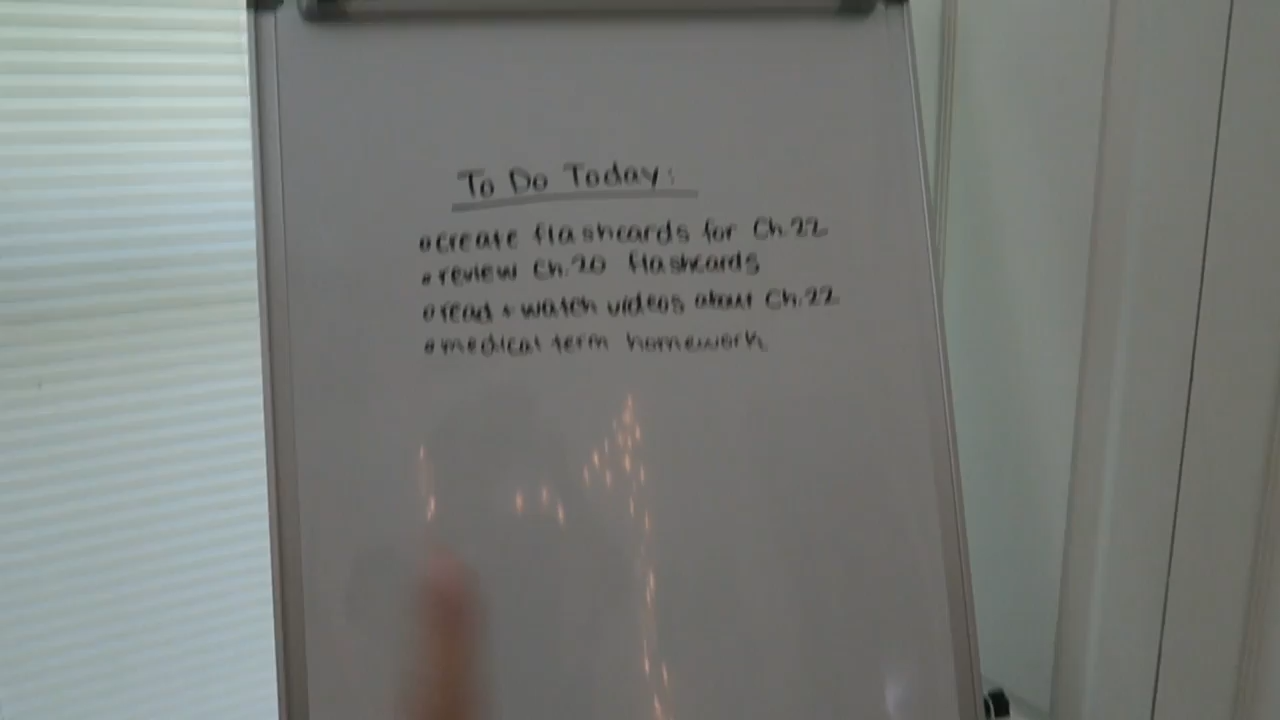 To Do Today:
create flashcards for Ch.22
review Ch.20 flashcards
read + watch videos about Ch.22
medical term homework